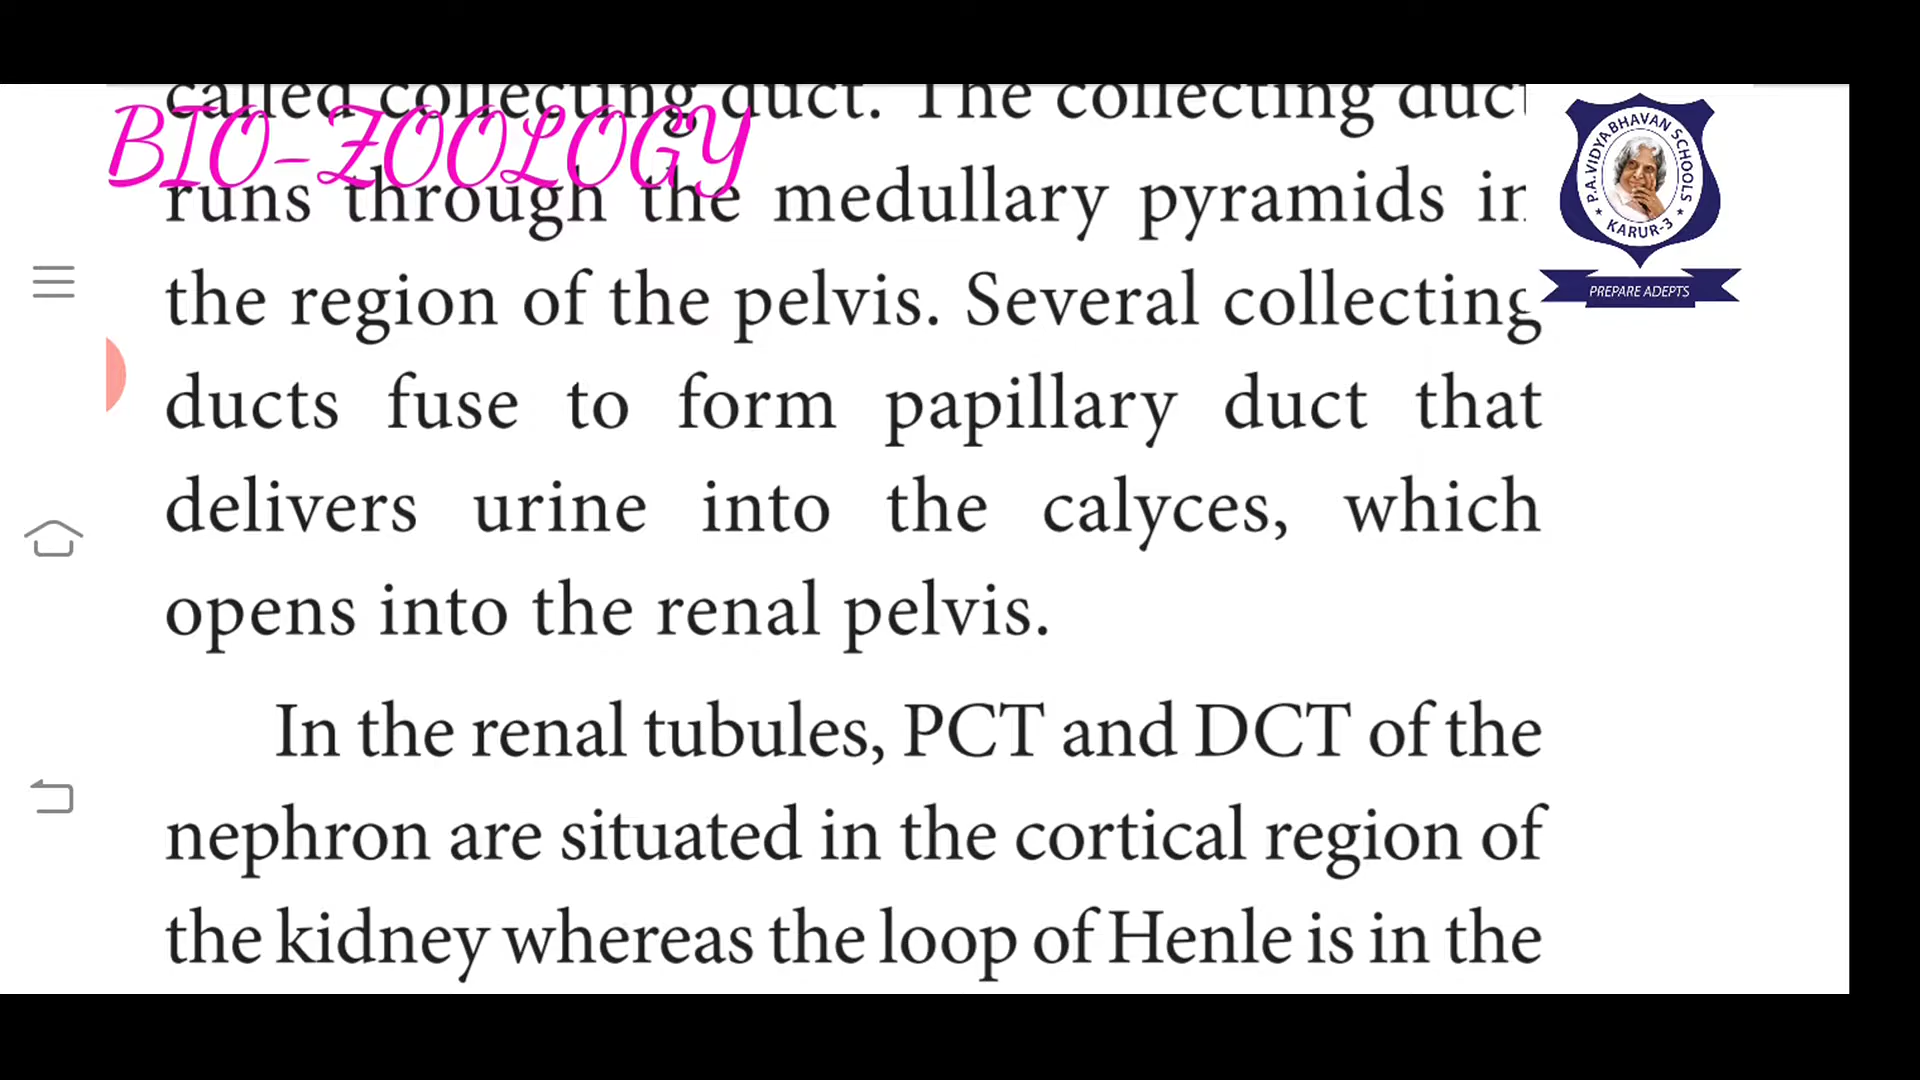 called collecting duct. The collecting duct
BIO-ZOOLOGY
runs through the medullary pyramids in
the region of the pelvis. Several collecting
ducts fuse to form papillary duct that
delivers urine into the calyces, which
opens into the renal pelvis.
In the renal tubules, PCT and DCT of the
nephron are situated in the cortical region of
the kidney whereas the loop of Henle is in the
P.A.VIDYA BHAVAN SCHOOLS
KARUR-3
PREPARE ADEPTS